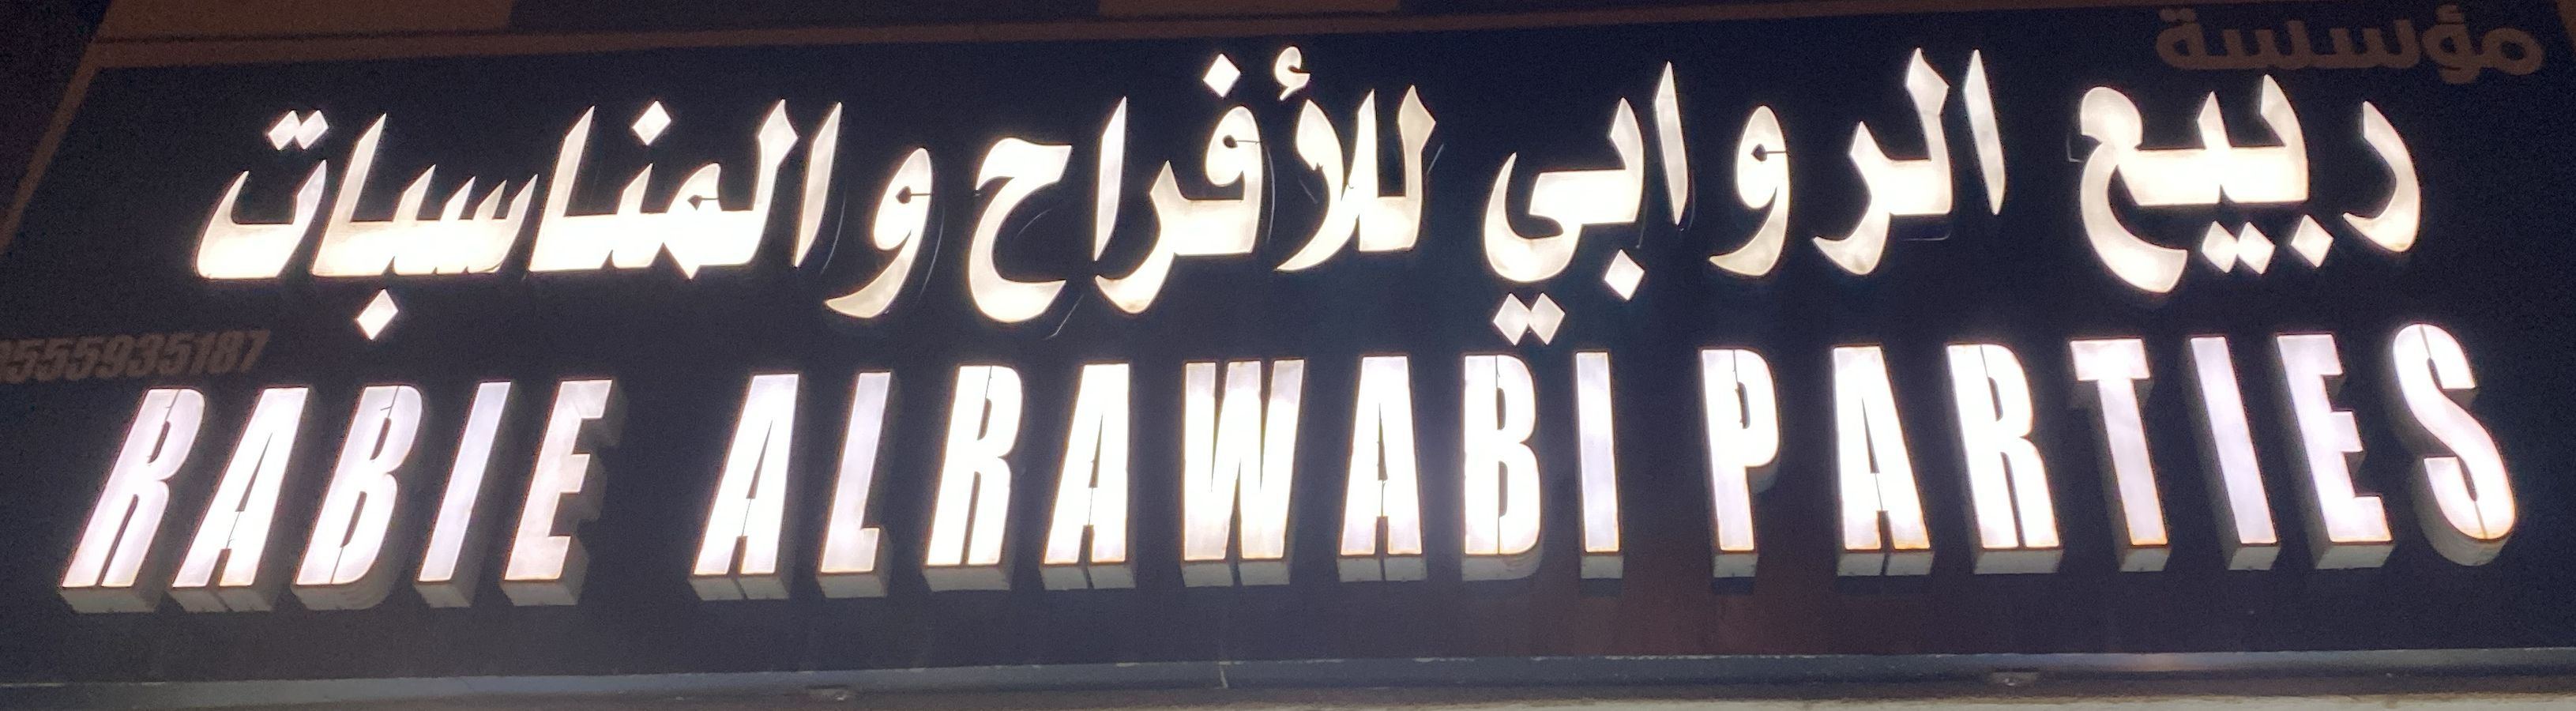 مؤسسة
ربيع الروابي للأفراح والمناسبات
0555935187
RABIE ALRAWABI PARTIES